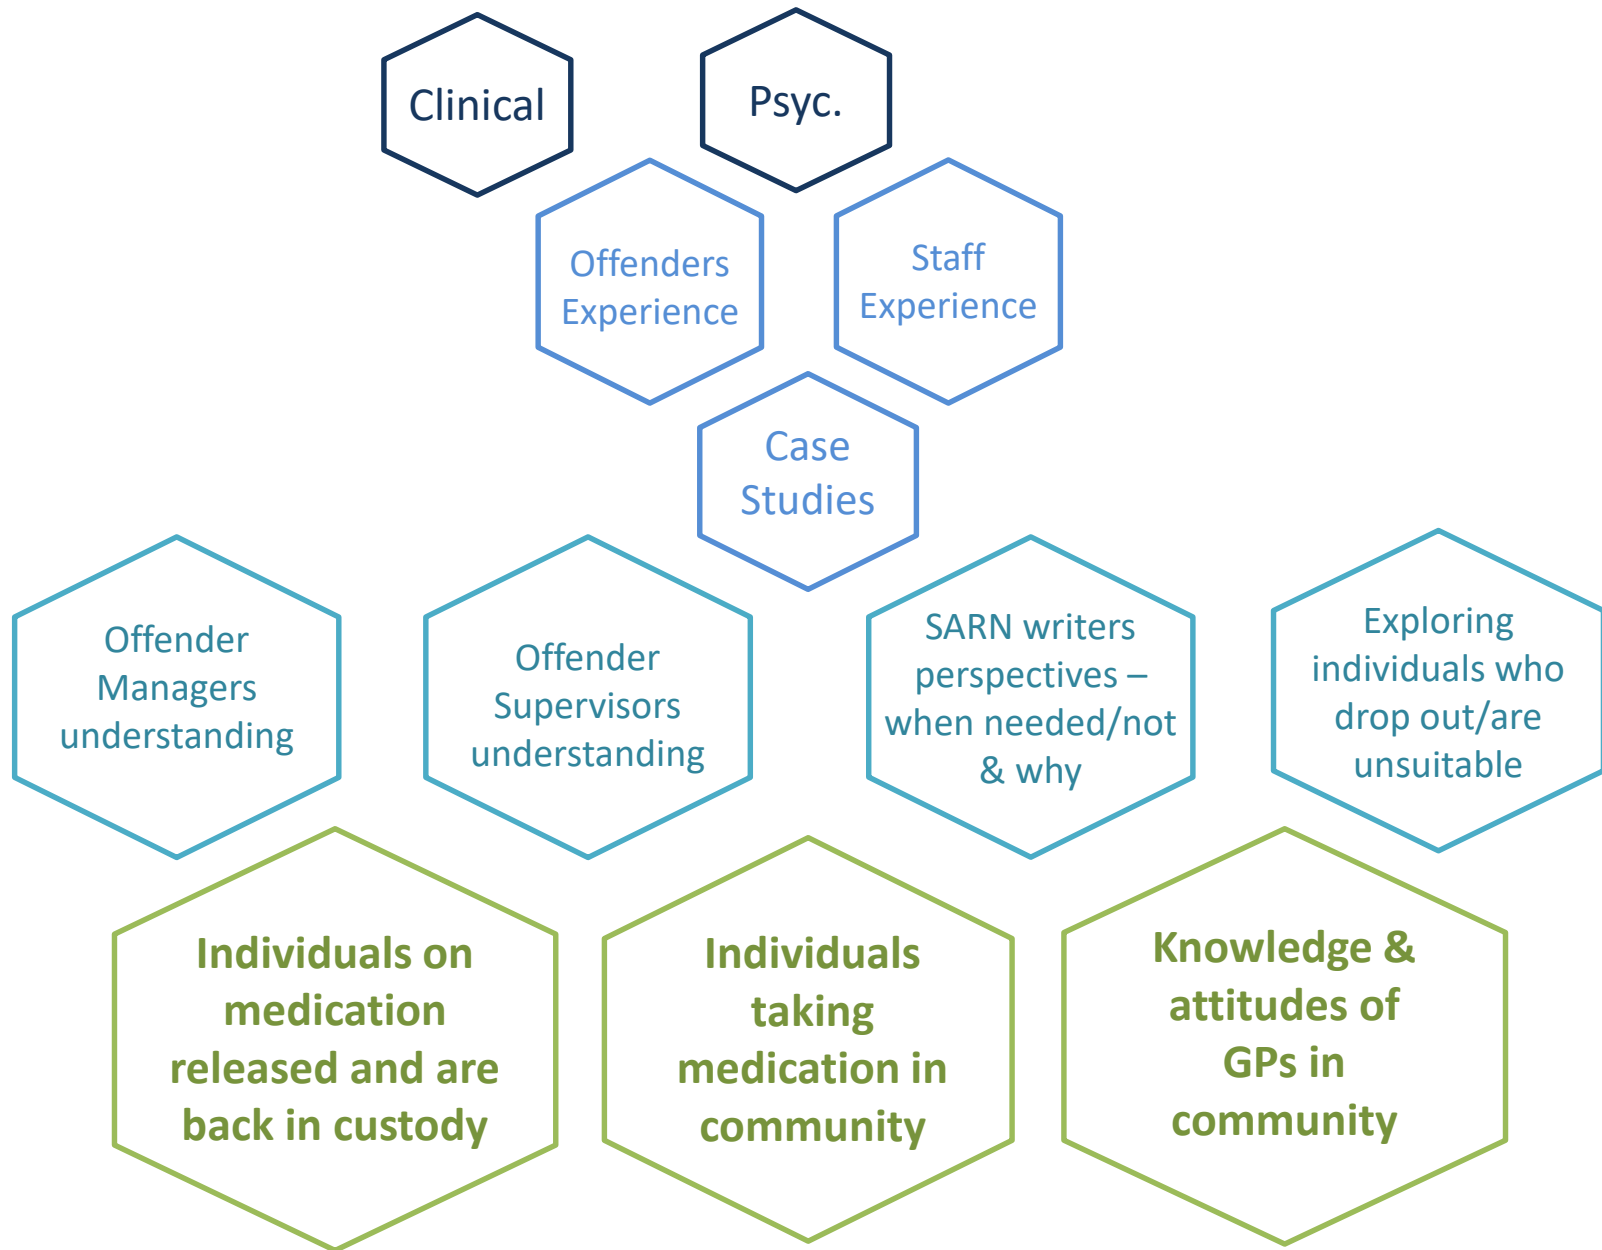 Clinical
Psyc.
Offenders
Experience
Staff
Experience
Case
Studies
Offender
Managers
understanding
Offender
Supervisors
understanding
SARN writers
perspectives –
when needed/not
& why
Exploring
individuals who
drop out/are
unsuitable
Individuals on
medication
released and are
back in custody
Individuals
taking
medication in
community
Knowledge &
attitudes of
GPs in
community